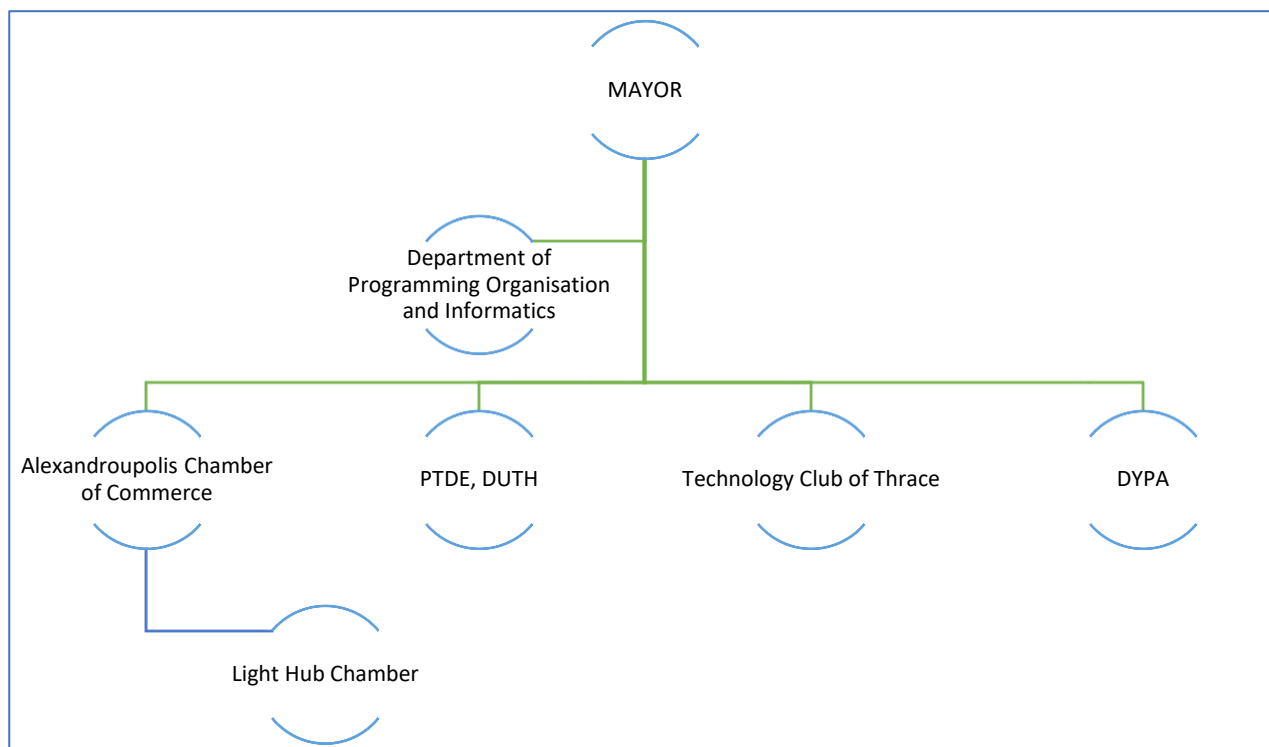 MAYOR
Department of
Programming Organisation
and Informatics
Alexandroupolis Chamber
of Commerce
PTDE, DUTH
Technology Club of Thrace
DYPA
Light Hub Chamber